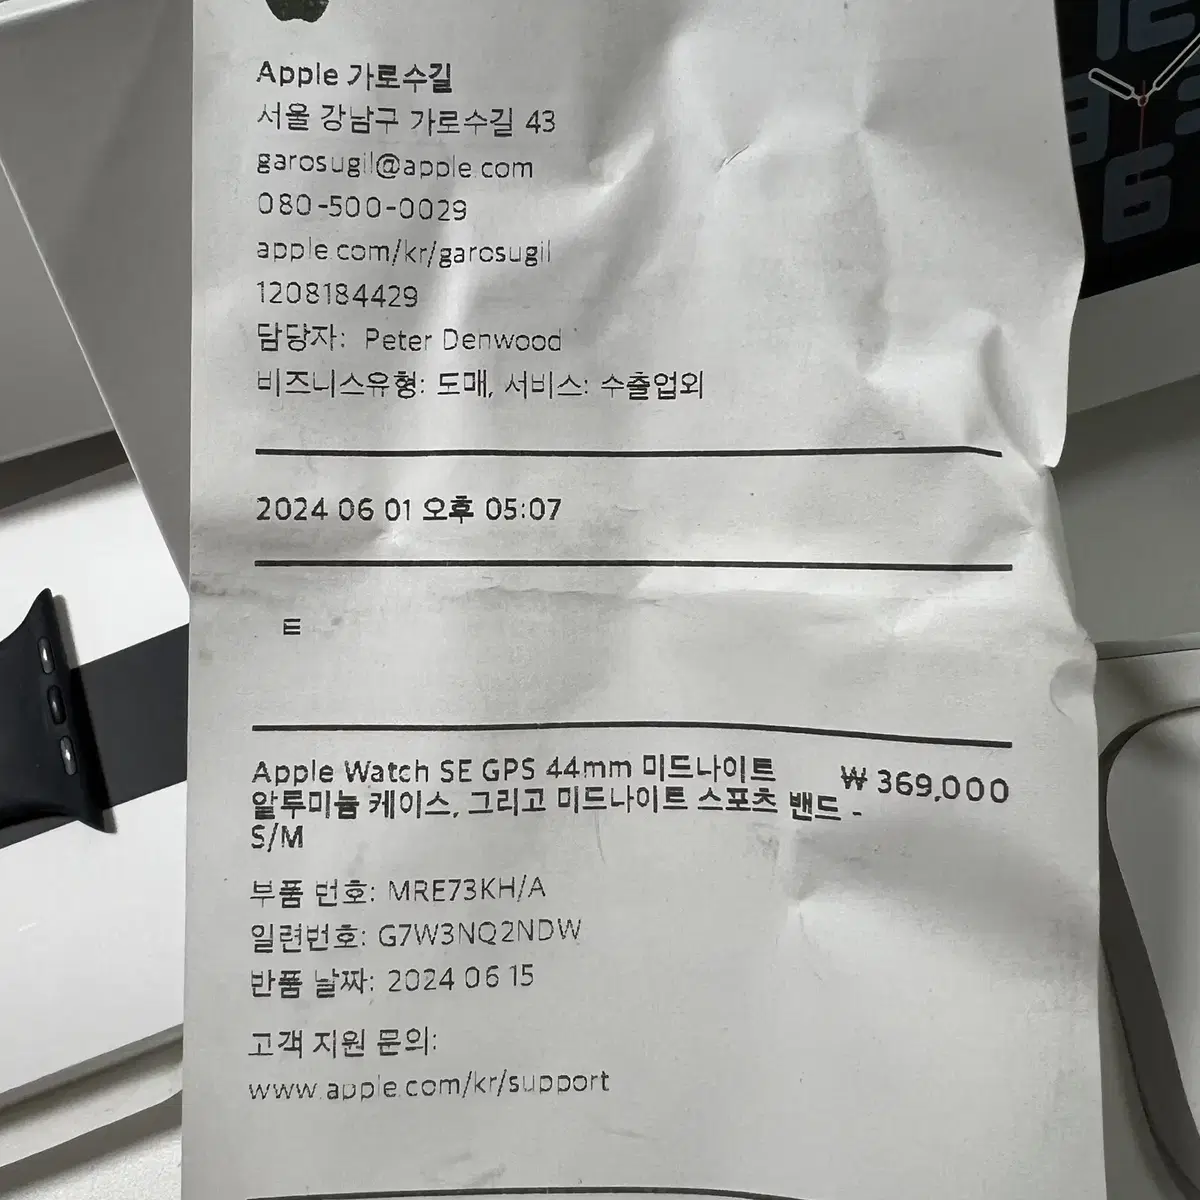 Apple 가로수길
서울 강남구 가로수길 43
garosugil@apple.com
080-500-0029
apple.com/kr/garosugil
1208184429
담당자: Peter Denwood
비즈니스유형: 도매, 서비스: 수출업외
2024 06 01 오후 05:07
Apple Watch SE GPS 44mm 미드나이트 ₩ 369,000
알루미늄 케이스, 그리고 미드나이트 스포츠 밴드 -
S/M
부품 번호: MRE73KH/A
일련번호: G7W3NQ2NDW
반품 날짜: 2024 06 15
고객 지원 문의:
www.apple.com/kr/support
12
9 3
6